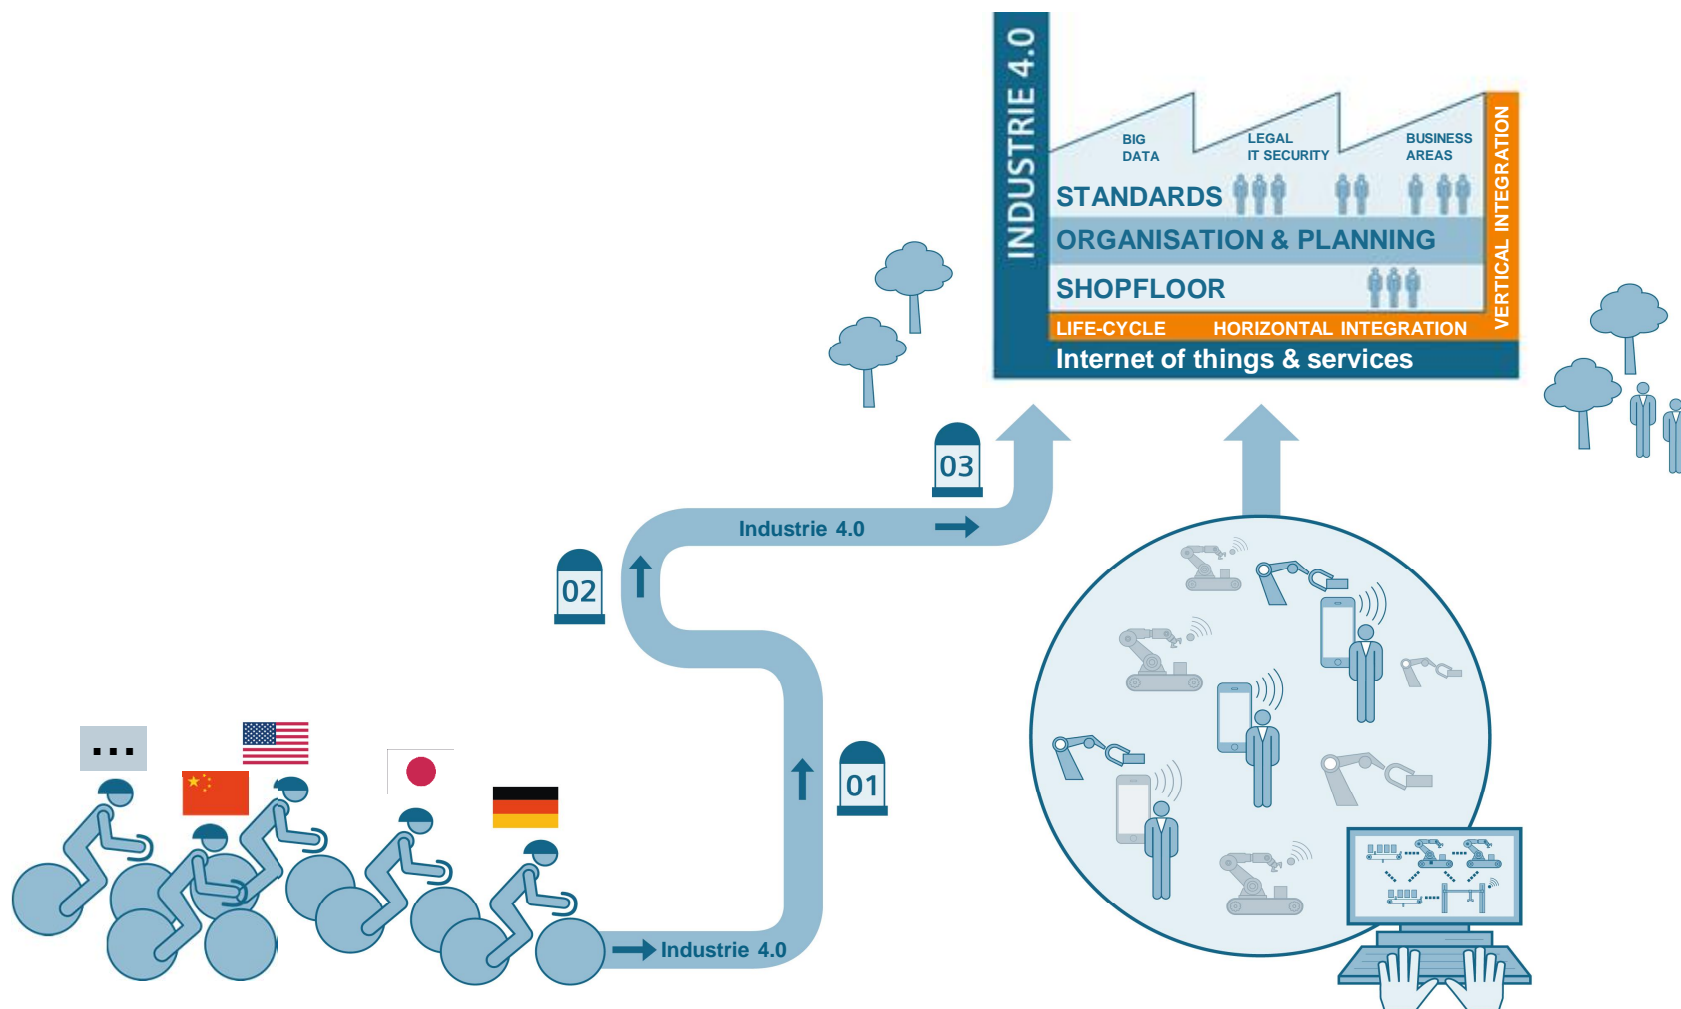 INDUSTRIE 4.0
BIG
DATA
LEGAL
IT SECURITY
BUSINESS
AREAS
STANDARDS
ORGANISATION & PLANNING
SHOPFLOOR
VERTICAL INTEGRATION
LIFE-CYCLE HORIZONTAL INTEGRATION
Internet of things & services
03
Industrie 4.0
02
01
...
Industrie 4.0